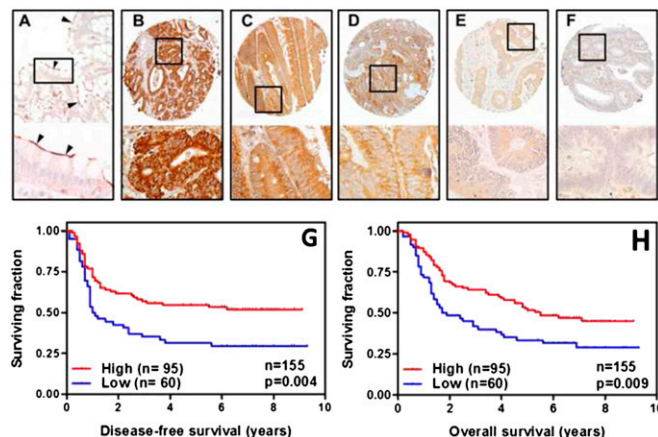 A B C D E F
G
1.00
0.75
0.50
0.25
0.00
Surviving fraction
High (n= 95)
Low (n= 60)
n=155
p=0.004
0 2 4 6 8 10
Disease-free survival (years)
H
1.00
0.75
0.50
0.25
0.00
Surviving fraction
High (n=95)
Low (n=60)
n=155
p=0.009
0 2 4 6 8 10
Overall survival (years)